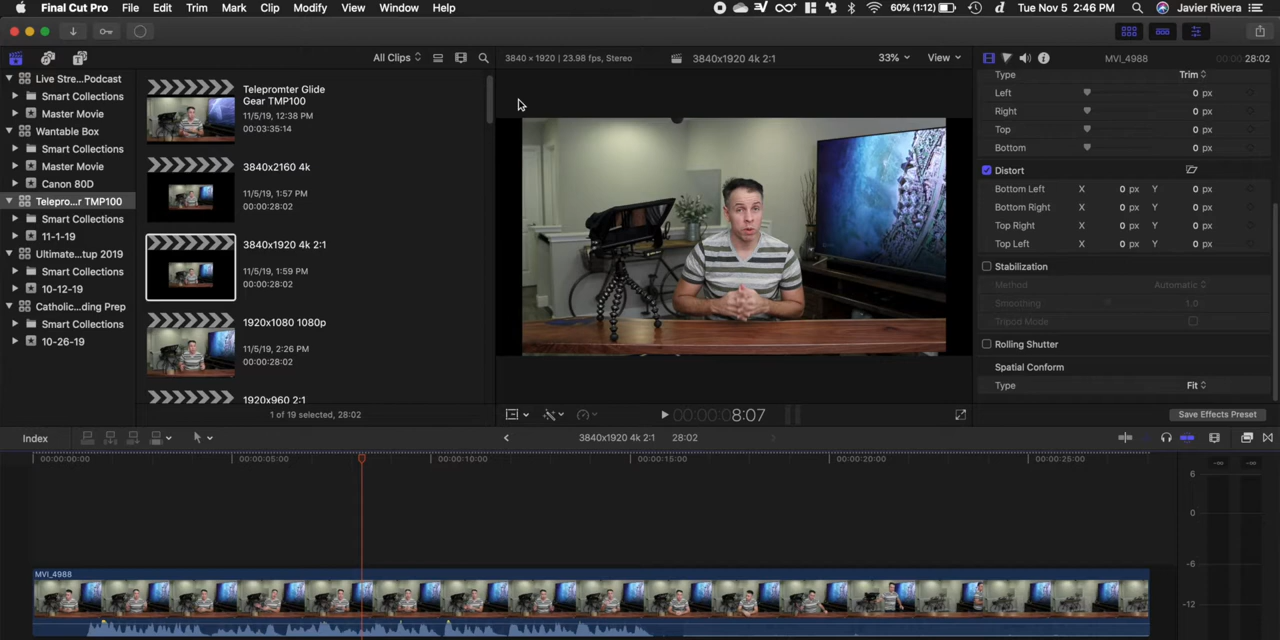 Final Cut Pro File Edit Trim Mark Clip Modify View Window Help 60% (1:12) Tue Nov 5 2:46 PM Javier Rivera
All Clips 3840 × 1920 | 23.98 fps, Stereo 3840x1920 4k 2:1 33% View MVI_4988 28:02
Live Stre...Podcast
Smart Collections
Master Movie
Wantable Box
Smart Collections
Master Movie
Canon 80D
Telepro...r TMP100
Smart Collections
11-1-19
Ultimate...tup 2019
Smart Collections
10-12-19
Catholic...ding Prep
Smart Collections
10-26-19
Telepromter Glide
Gear TMP100
11/5/19, 12:38 PM
00:03:35:14
3840x2160 4k
11/5/19, 1:57 PM
00:00:28:02
3840x1920 4k 2:1
11/5/19, 1:59 PM
00:00:28:02
1920x1080 1080p
11/5/19, 2:26 PM
00:00:28:02
1920x960 2:1
1 of 19 selected, 28:02
Type Trim
Left 0 px
Right 0 px
Top 0 px
Bottom 0 px
Distort
Bottom Left X 0 px Y 0 px
Bottom Right X 0 px Y 0 px
Top Right X 0 px Y 0 px
Top Left X 0 px Y 0 px
Stabilization
Method Automatic
Smoothing 1.0
Tripod Mode
Rolling Shutter
Spatial Conform
Type Fit
00:00:08:07 Save Effects Preset
Index 3840x1920 4k 2:1 28:02
00:00:00:00 00:00:05:00 00:00:10:00 00:00:15:00 00:00:20:00 00:00:25:00
-∞ -∞
6
0
-6
-12
MVI_4988